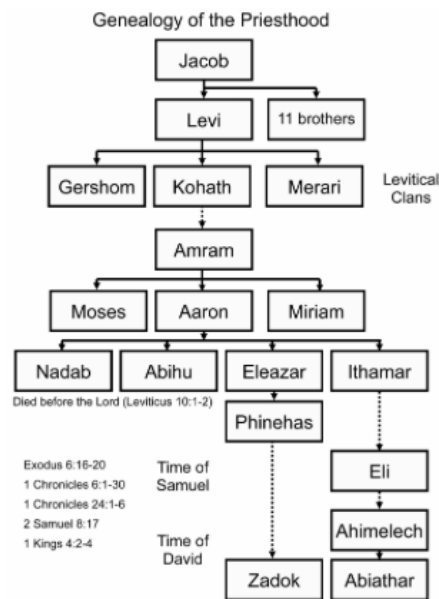 Genealogy of the Priesthood
Jacob
Levi
11 brothers
Gershom
Kohath
Merari
Levitical
Clans
Amram
Moses
Aaron
Miriam
Nadab
Abihu
Eleazar
Ithamar
Died before the Lord (Leviticus 10:1-2)
Phinehas
Exodus 6:16-20
1 Chronicles 6:1-30
1 Chronicles 24:1-6
2 Samuel 8:17
1 Kings 4:2-4
Time of
Samuel
Eli
Ahimelech
Time of
David
Zadok
Abiathar